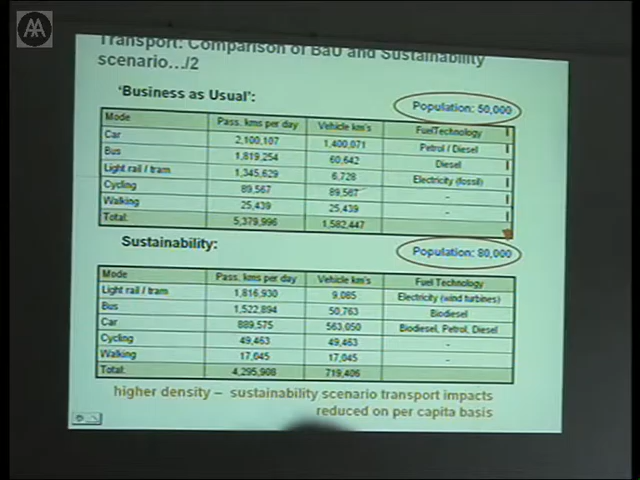 AA
Transport: Comparison of BaU and Sustainability
scenario.../2
'Business as Usual':
Population: 50,000
Mode Pass. kms per day Vehicle km's FuelTechnology
Car 2,100,107 1,400,071 Petrol / Diesel
Bus 1,819,254 60,642 Diesel
Light rail / tram 1,345,629 6,728 Electricity (fossil)
Cycling 89,567 89,567 -
Walking 25,439 25,439 -
Total: 5,379,996 1,582,447
Sustainability:
Population: 80,000
Mode Pass. kms per day Vehicle km's Fuel Technology
Light rail / tram 1,816,930 9,085 Electricity (wind turbines)
Bus 1,522,894 50,763 Biodiesel
Car 889,575 563,050 Biodiesel, Petrol, Diesel
Cycling 49,463 49,463 -
Walking 17,045 17,045 -
Total: 4,295,908 719,406
higher density – sustainability scenario transport impacts
reduced on per capita basis